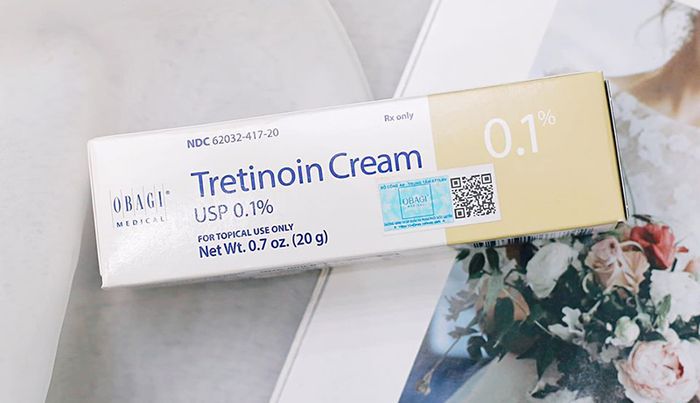 NDC 62032-417-20
Rx only
Tretinoin Cream
USP 0.1%
FOR TOPICAL USE ONLY
Net Wt. 0.7 oz. (20 g)
OBAGI®
MEDICAL
0.1%
OBAGI
MEDICAL